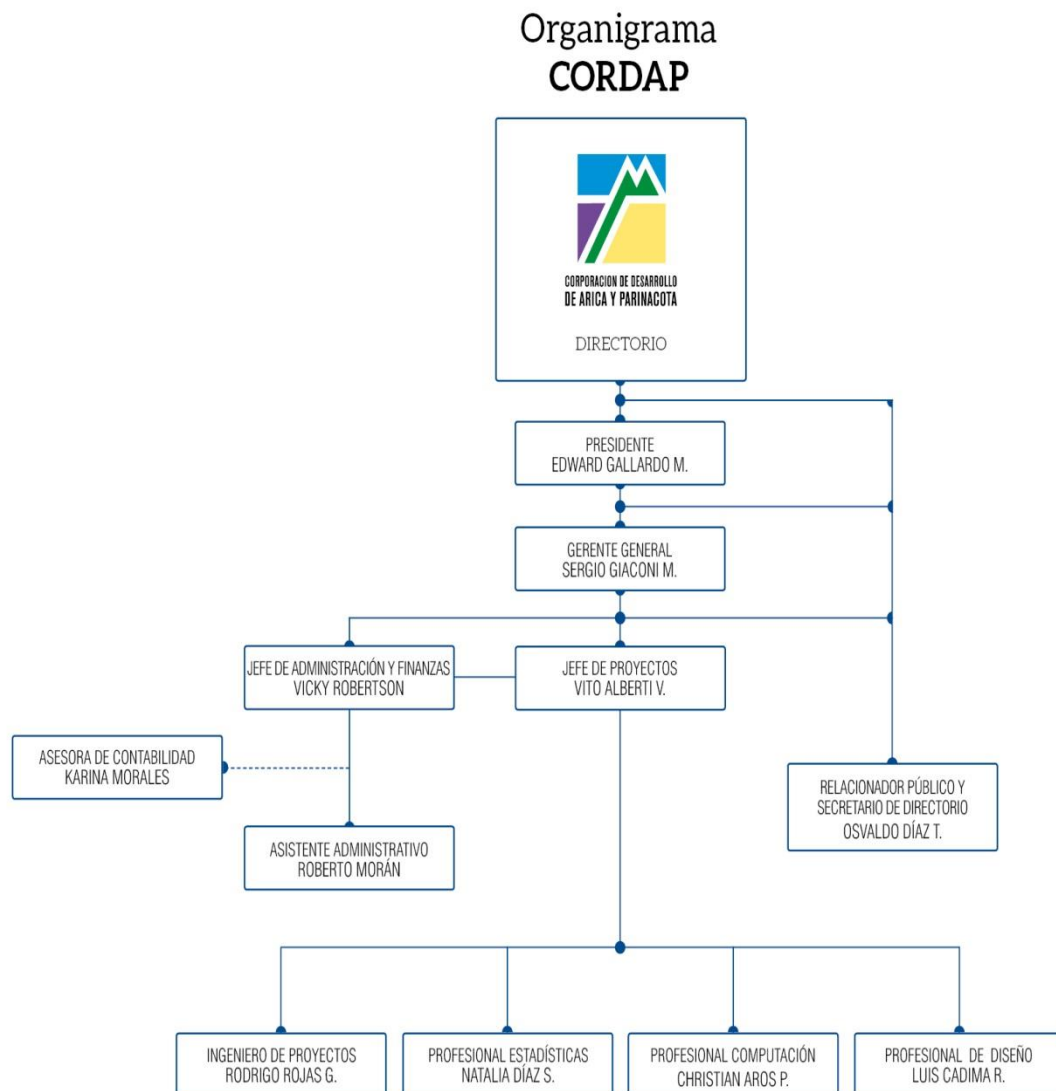 Organigrama
CORDAP
CORPORACION DE DESARROLLO
DE ARICA Y PARINACOTA
DIRECTORIO
PRESIDENTE
EDWARD GALLARDO M.
GERENTE GENERAL
SERGIO GIACONI M.
JEFE DE ADMINISTRACIÓN Y FINANZAS
VICKY ROBERTSON
JEFE DE PROYECTOS
VITO ALBERTI V.
ASESORA DE CONTABILIDAD
KARINA MORALES
RELACIONADOR PÚBLICO Y
SECRETARIO DE DIRECTORIO
OSVALDO DÍAZ T.
ASISTENTE ADMINISTRATIVO
ROBERTO MORÁN
INGENIERO DE PROYECTOS
RODRIGO ROJAS G.
PROFESIONAL ESTADÍSTICAS
NATALIA DÍAZ S.
PROFESIONAL COMPUTACIÓN
CHRISTIAN AROS P.
PROFESIONAL DE DISEÑO
LUIS CADIMA R.